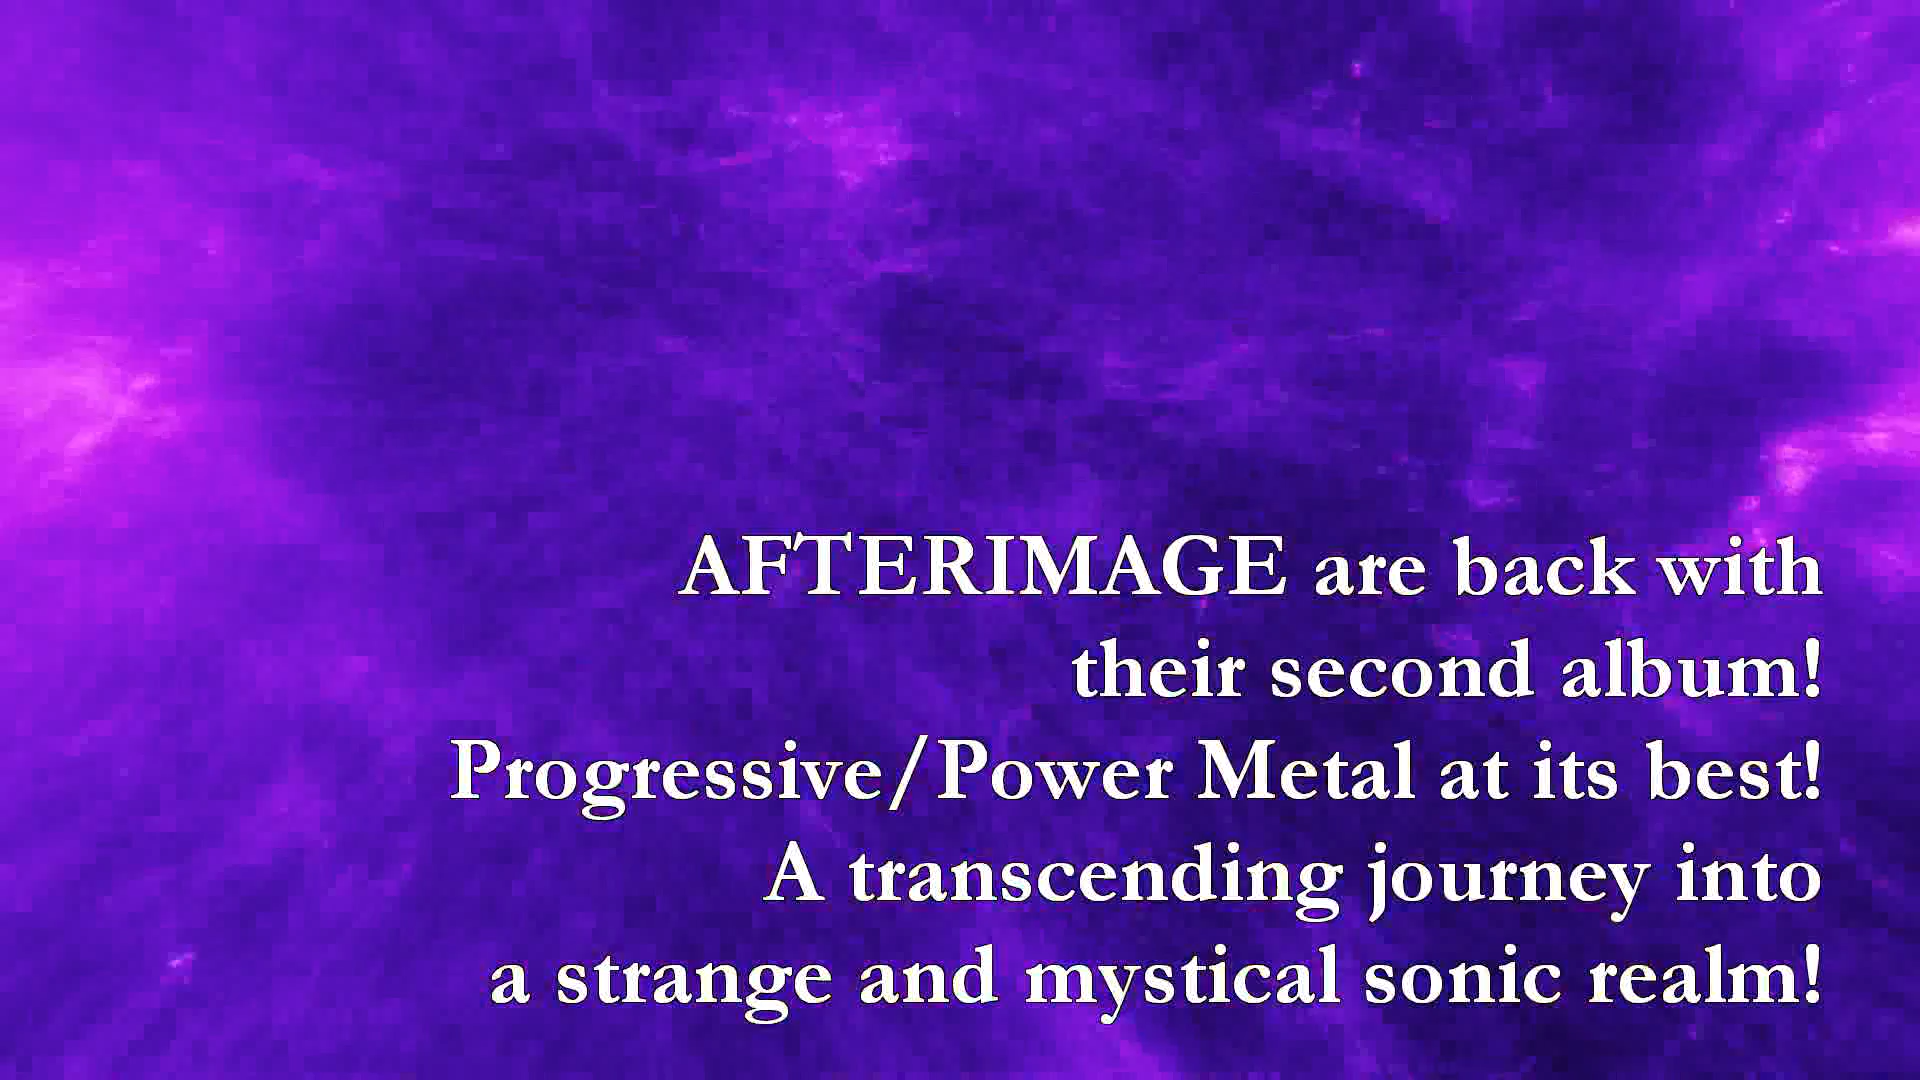 AFTERIMAGE are back with
their second album!
Progressive/Power Metal at its best!
A transcending journey into
a strange and mystical sonic realm!